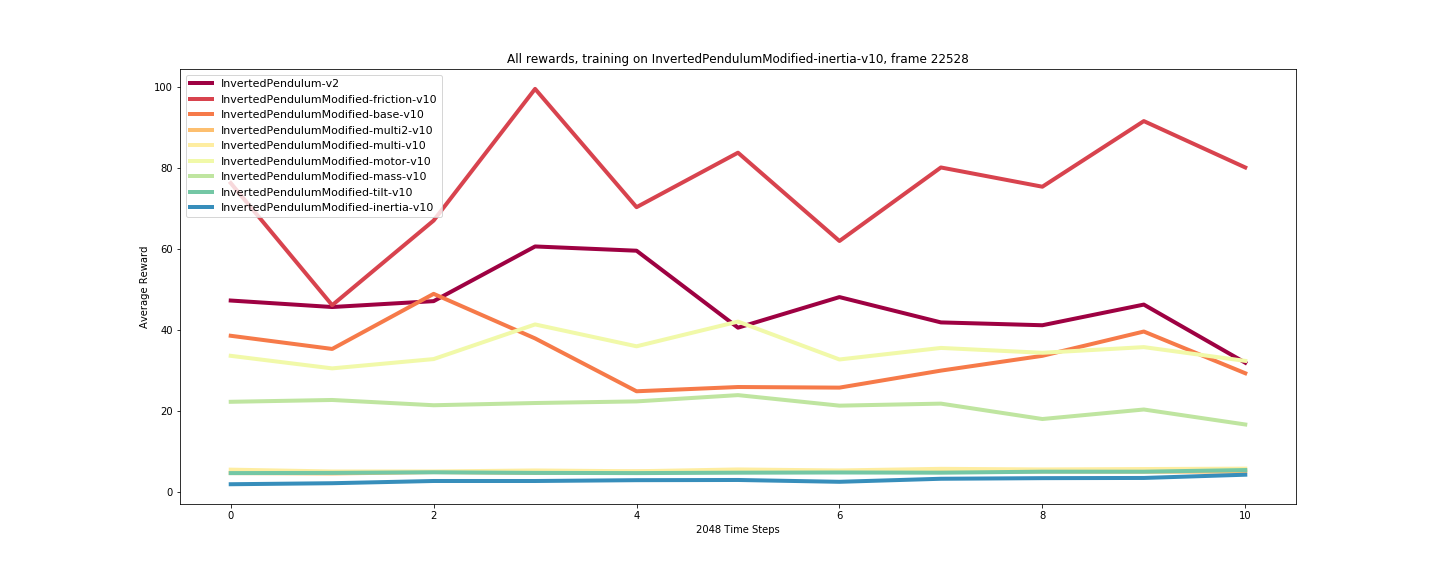 All rewards, training on InvertedPendulumModified-inertia-v10, frame 22528
InvertedPendulum-v2
InvertedPendulumModified-friction-v10
InvertedPendulumModified-base-v10
InvertedPendulumModified-multi2-v10
InvertedPendulumModified-multi-v10
InvertedPendulumModified-motor-v10
InvertedPendulumModified-mass-v10
InvertedPendulumModified-tilt-v10
InvertedPendulumModified-inertia-v10
100
80
60
40
20
0
Average Reward
0 2 4 6 8 10
2048 Time Steps